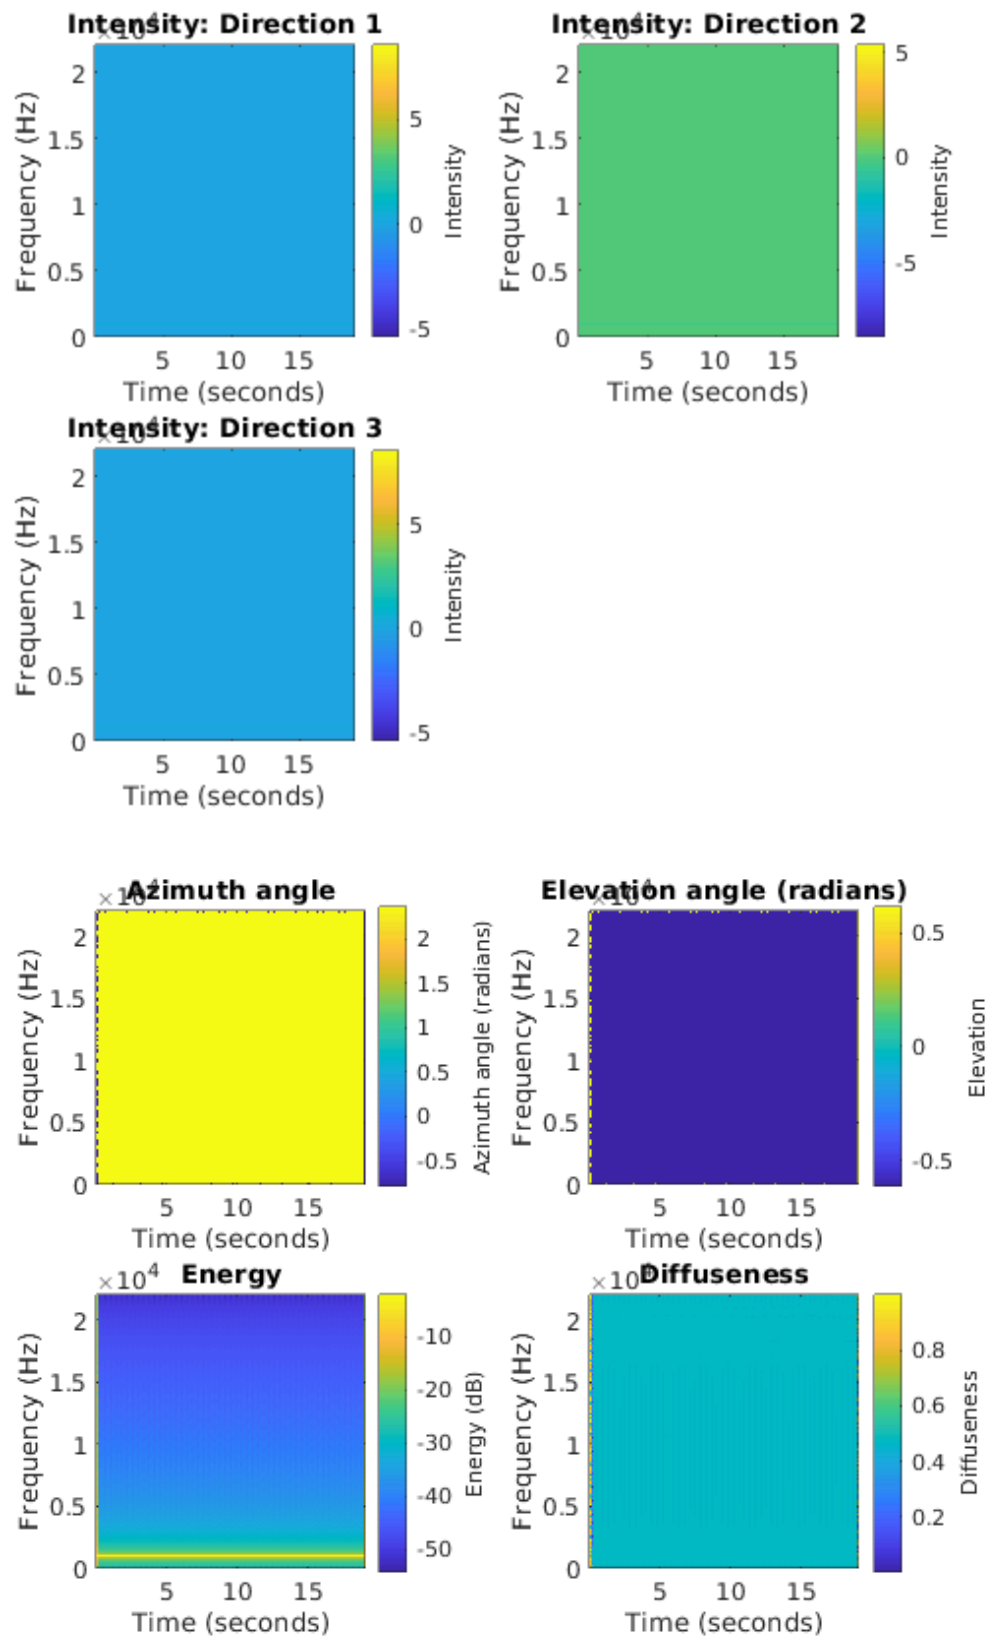 Intensity: Direction 1
×10⁴
2
1.5
1
0.5
0
Frequency (Hz)
5 10 15
Time (seconds)
5
0
-5
Intensity
Intensity: Direction 2
×10⁴
2
1.5
1
0.5
0
Frequency (Hz)
5 10 15
Time (seconds)
5
0
-5
Intensity
Intensity: Direction 3
×10⁴
2
1.5
1
0.5
0
Frequency (Hz)
5 10 15
Time (seconds)
5
0
-5
Intensity
Azimuth angle
×10⁴
2
1.5
1
0.5
0
Frequency (Hz)
5 10 15
Time (seconds)
2
1.5
1
0.5
0
-0.5
Azimuth angle (radians)
Elevation angle (radians)
×10⁴
2
1.5
1
0.5
0
Frequency (Hz)
5 10 15
Time (seconds)
0.5
0
-0.5
Elevation
Energy
×10⁴
2
1.5
1
0.5
0
Frequency (Hz)
5 10 15
Time (seconds)
-10
-20
-30
-40
-50
Energy (dB)
Diffuseness
×10⁴
2
1.5
1
0.5
0
Frequency (Hz)
5 10 15
Time (seconds)
0.8
0.6
0.4
0.2
Diffuseness